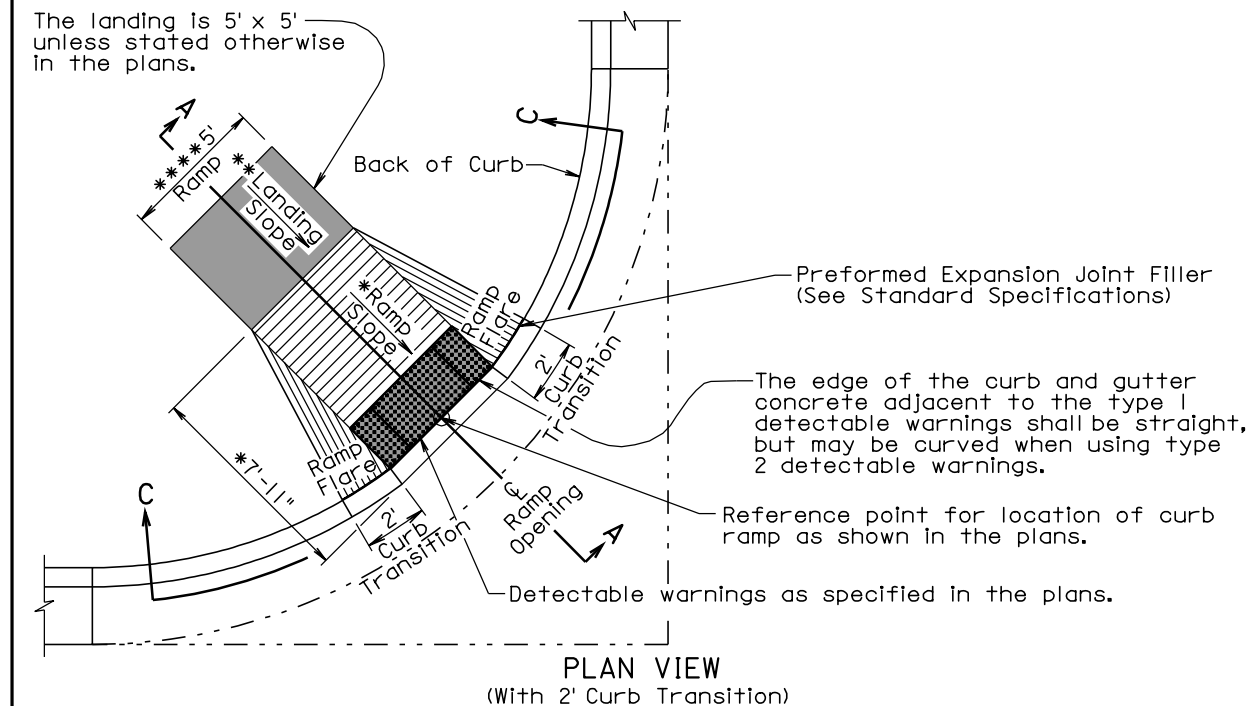 The landing is 5' x 5'
unless stated otherwise
in the plans.
A
****5'
Ramp
**Landing
Slope
Back of Curb
C
*Ramp
Slope
Ramp
Flare
Preformed Expansion Joint Filler
(See Standard Specifications)
2'
Curb
Transition
The edge of the curb and gutter
concrete adjacent to the type I
detectable warnings shall be straight,
but may be curved when using type
2 detectable warnings.
*7'-11"
Ramp
Flare
C
2'
Curb
Transition
℄
Ramp
Opening
A
Reference point for location of curb
ramp as shown in the plans.
Detectable warnings as specified in the plans.
PLAN VIEW
(With 2' Curb Transition)